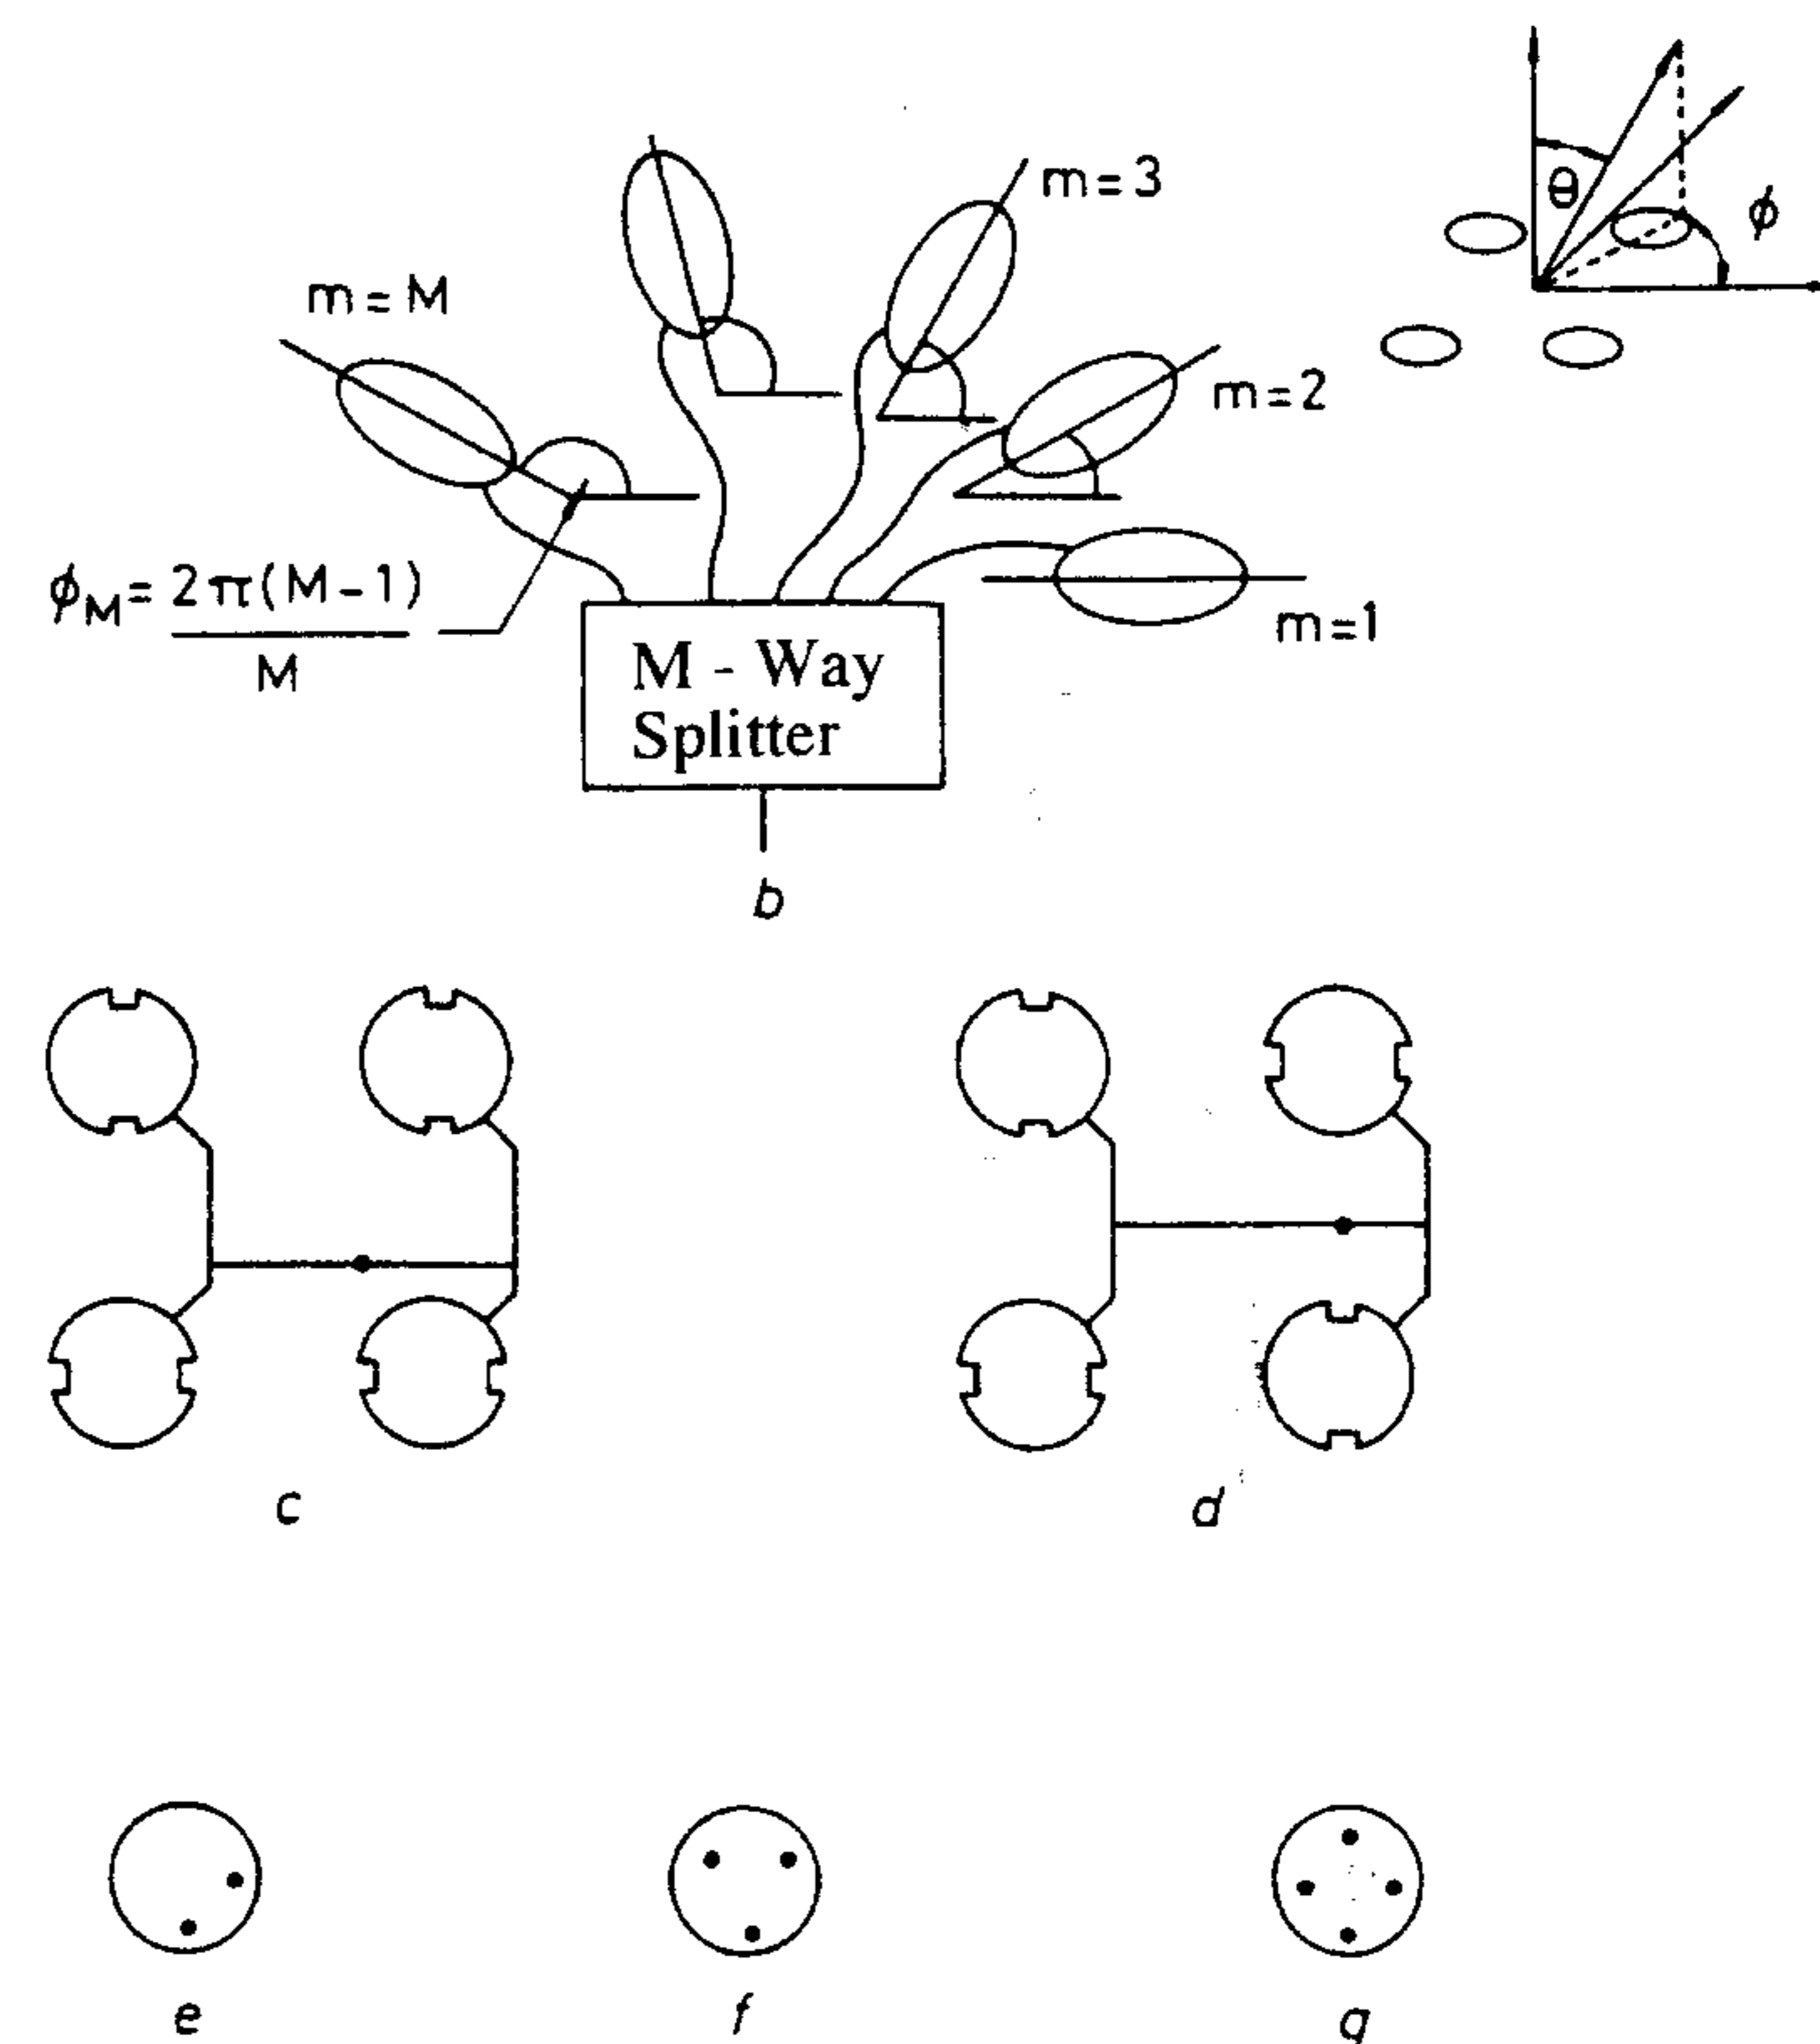 θ
ϕ
m=3
m=M
m=2
ϕM=2π(M-1)
M
m=1
M - Way
Splitter
b
c
d
e
f
g